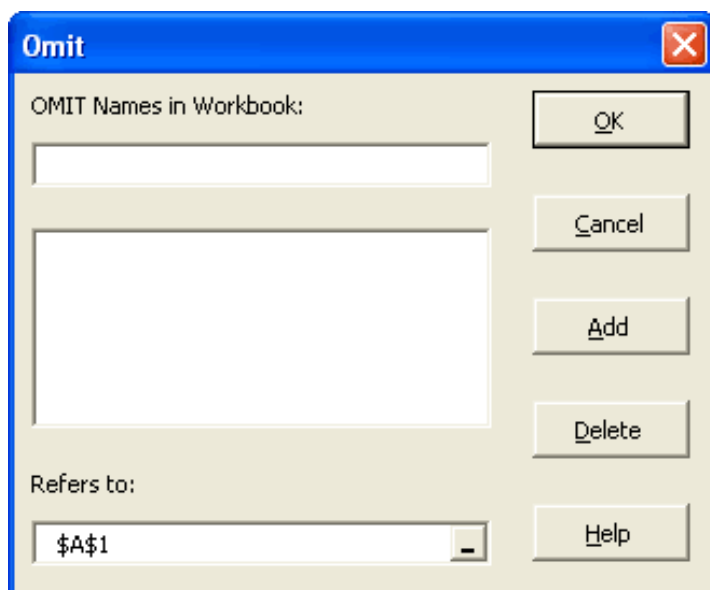 Omit
OMIT Names in Workbook:
OK
Cancel
Add
Delete
Refers to:
$A$1
Help